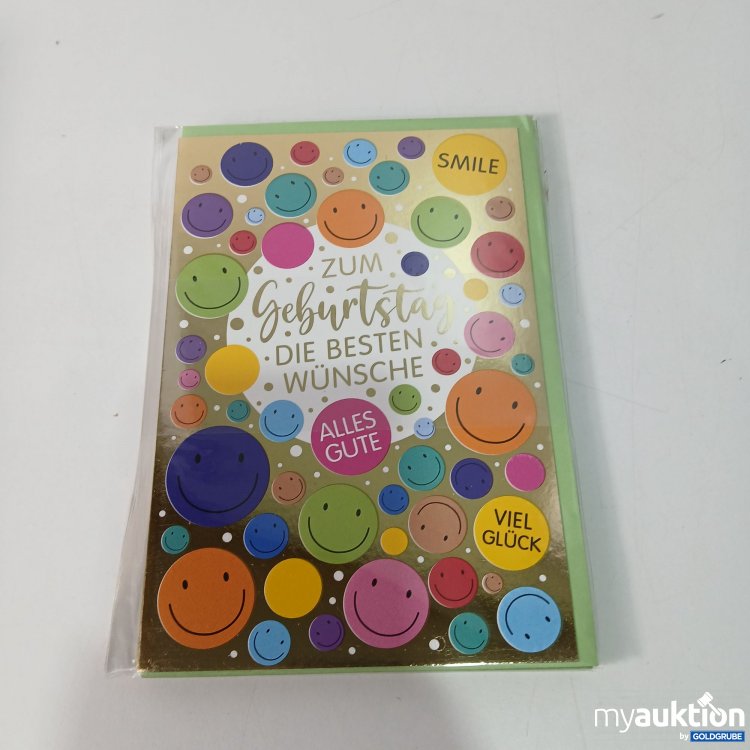 SMILE
ZUM
Geburtstag
DIE BESTEN
WÜNSCHE
ALLES
GUTE
VIEL
GLÜCK
myauktion
by GOLDGRUBE